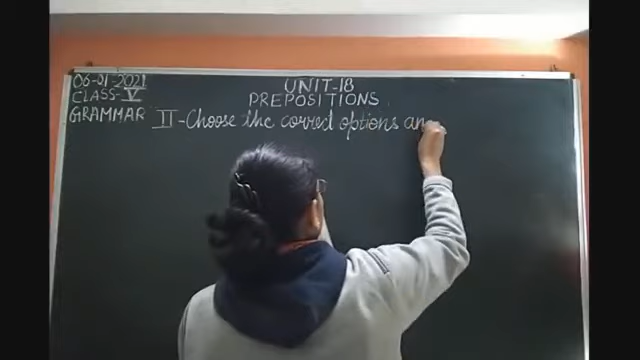 06-01-2021
UNIT-18
CLASS-V
PREPOSITIONS
GRAMMAR II-Choose the correct options an